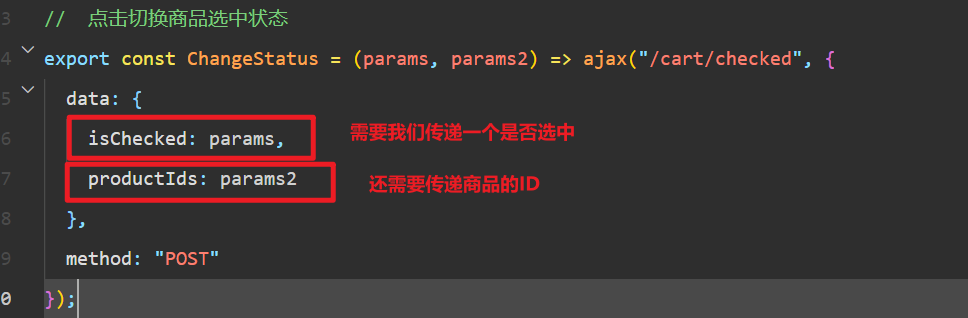 3 // 点击切换商品选中状态
4 export const ChangeStatus = (params, params2) => ajax("/cart/checked", {
5 data: {
6 isChecked: params, 需要我们传递一个是否选中
7 productIds: params2 还需要传递商品的ID
8 },
9 method: "POST"
0 });